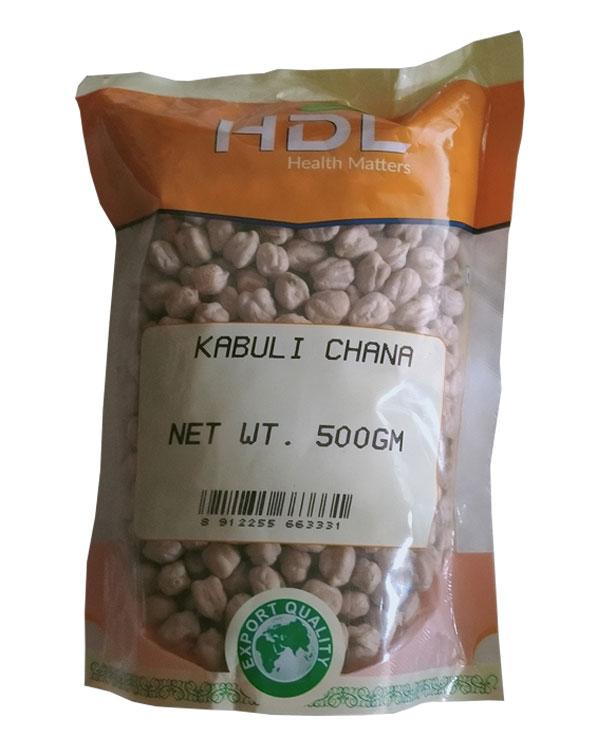 HDL
Health Matters
KABULI CHANA
NET WT. 500GM
8 912255 663331
EXPORT QUALITY